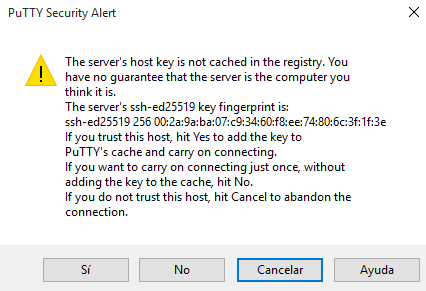 PuTTY Security Alert
The server's host key is not cached in the registry. You
have no guarantee that the server is the computer you
think it is.
The server's ssh-ed25519 key fingerprint is:
ssh-ed25519 256 00:2a:9a:ba:07:c9:34:60:f8:ee:74:80:6c:3f:1f:3e
If you trust this host, hit Yes to add the key to
PuTTY's cache and carry on connecting.
If you want to carry on connecting just once, without
adding the key to the cache, hit No.
If you do not trust this host, hit Cancel to abandon the
connection.
Sí No Cancelar Ayuda